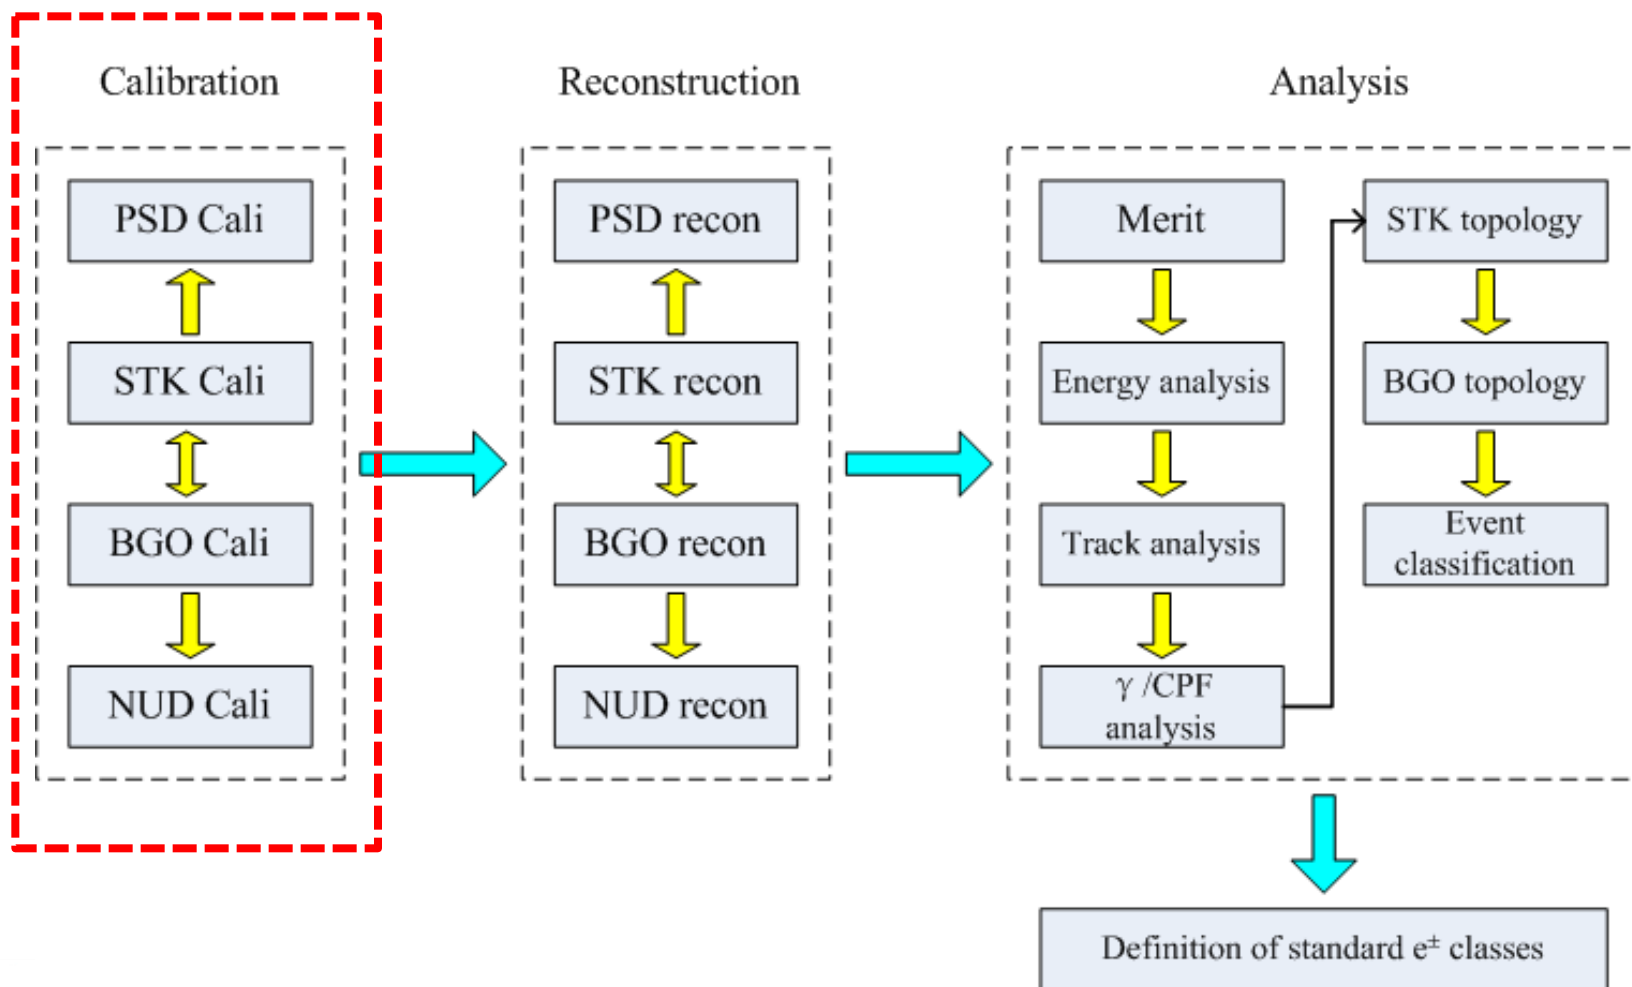 Calibration
PSD Cali
STK Cali
BGO Cali
NUD Cali
Reconstruction
PSD recon
STK recon
BGO recon
NUD recon
Analysis
Merit
Energy analysis
Track analysis
γ /CPF
analysis
STK topology
BGO topology
Event
classification
Definition of standard e± classes